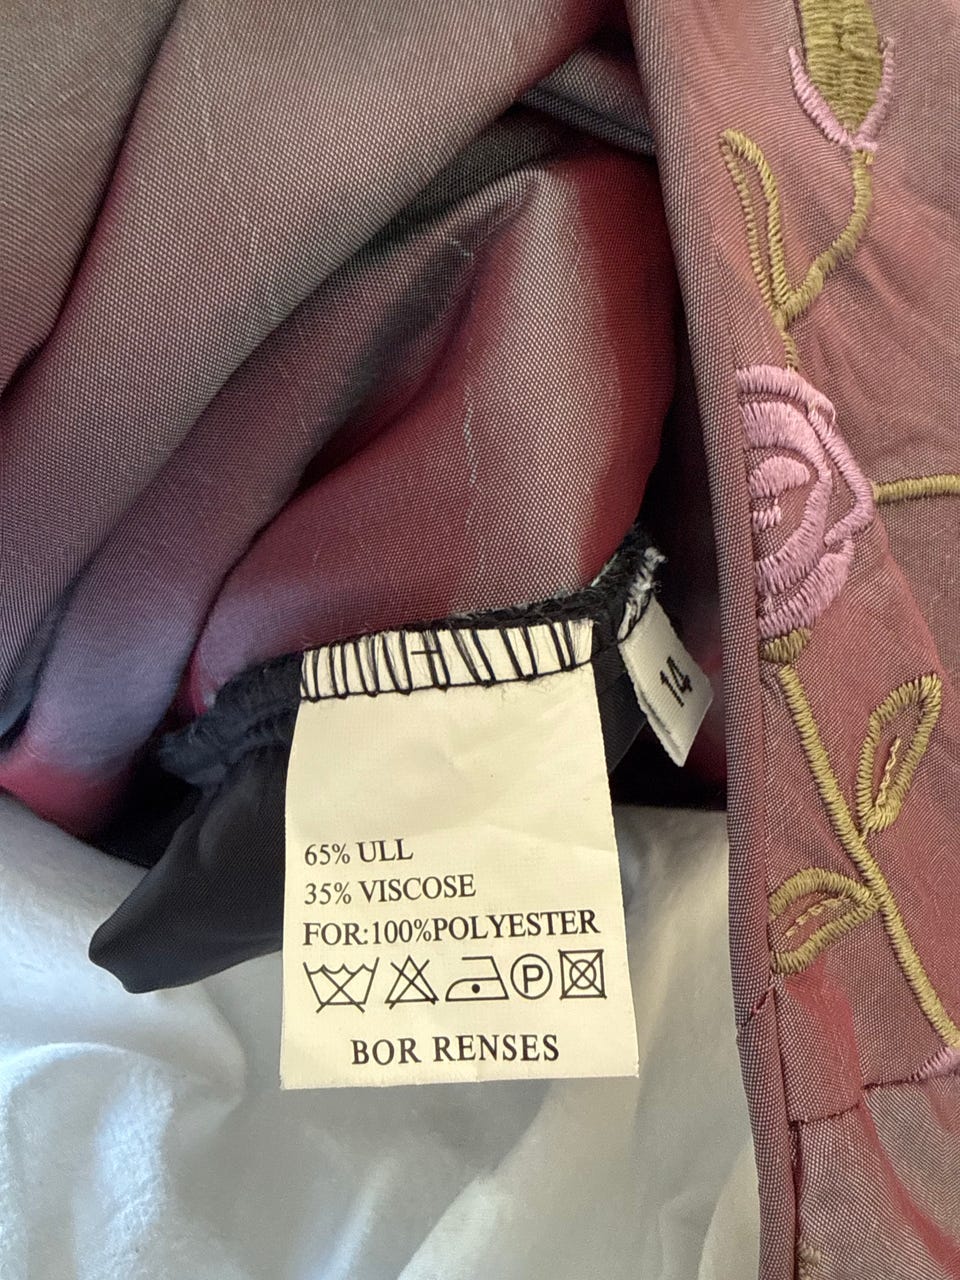 14
65% ULL
35% VISCOSE
FOR:100%POLYESTER
P
BOR RENSES